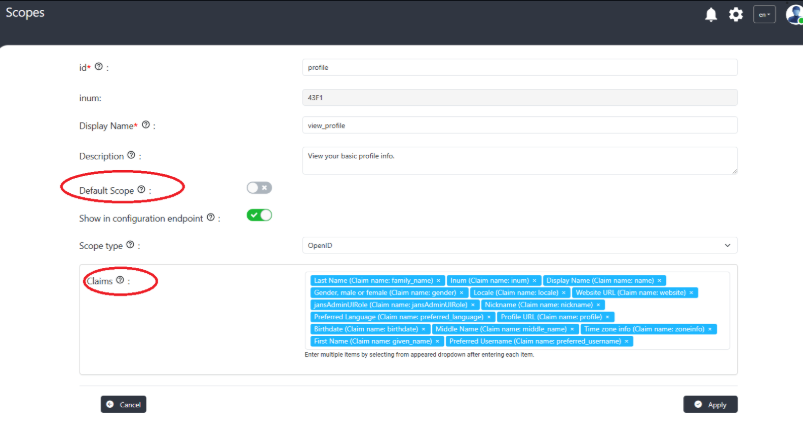 Scopes
en
id* :
profile
inum:
43F1
Display Name* :
view_profile
Description :
View your basic profile info.
Default Scope :
Show in configuration endpoint :
Scope type :
OpenID
Claims :
Last Name (Claim name: family_name) × Inum (Claim name: inum) × Display Name (Claim name: name) ×
Gender, male or female (Claim name: gender) × Locale (Claim name: locale) × Website URL (Claim name: website) ×
jansAdminUIRole (Claim name: jansAdminUIRole) × Nickname (Claim name: nickname) ×
Preferred Language (Claim name: preferred_language) × Profile URL (Claim name: profile) ×
Birthdate (Claim name: birthdate) × Middle Name (Claim name: middle_name) × Time zone info (Claim name: zoneinfo) ×
First Name (Claim name: given_name) × Preferred Username (Claim name: preferred_username) ×
Enter multiple items by selecting from appeared dropdown after entering each item.
Cancel
Apply